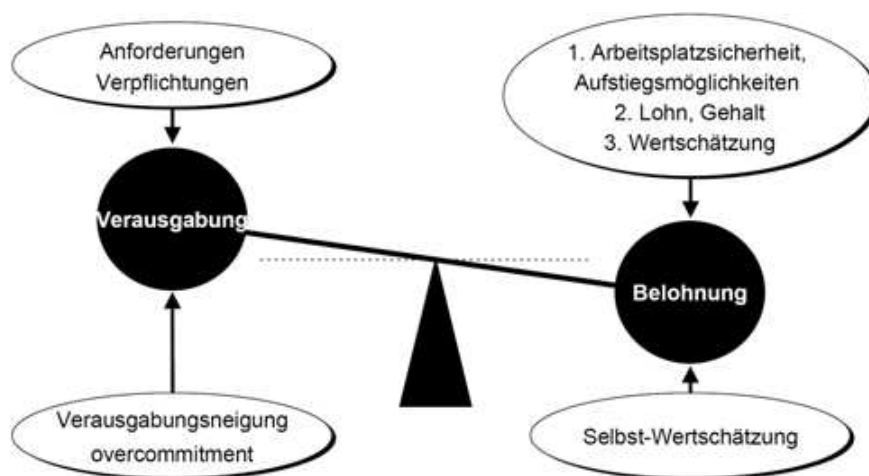 Anforderungen
Verpflichtungen
1. Arbeitsplatzsicherheit,
Aufstiegsmöglichkeiten
2. Lohn, Gehalt
3. Wertschätzung
Verausgabung
Belohnung
Verausgabungsneigung
overcommitment
Selbst-Wertschätzung